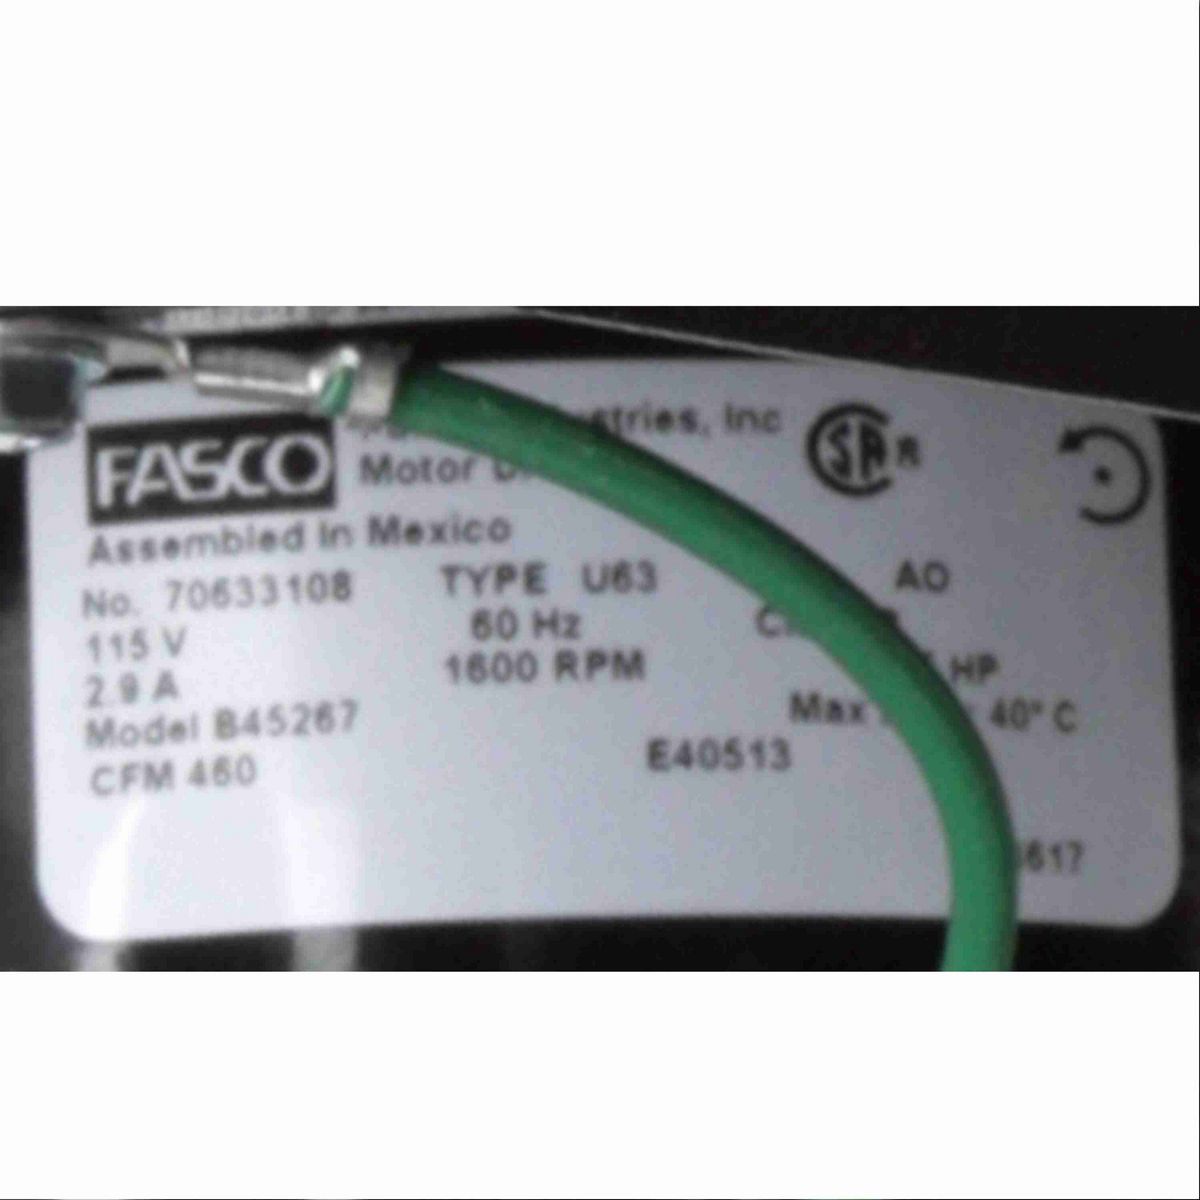 Inc
FASCO Motor
Assembled In Mexico
No. 70633108 TYPE U63 AO
115 V 60 Hz
2.9 A 1600 RPM HP
Model B45267 Max 40° C
CFM 460 E40513